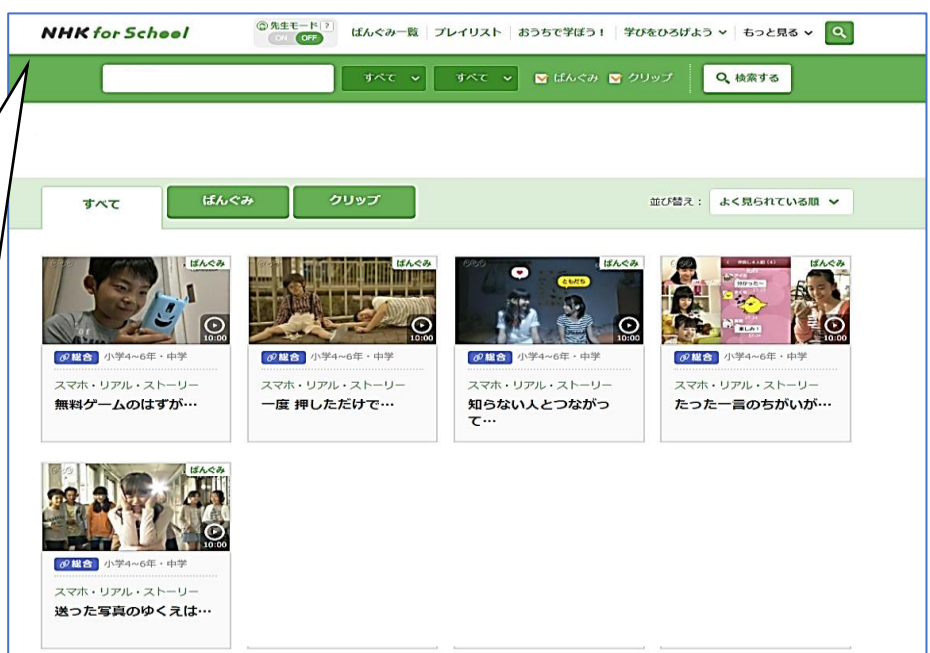 NHK for School
先生モード ?
ON OFF
ばんぐみ一覧 プレイリスト おうちで学ぼう! 学びをひろげよう もっと見る
すべて すべて ばんぐみ クリップ 検索する
すべて ばんぐみ クリップ
並び替え: よく見られている順
ばんぐみ
10:00
総合 小学4~6年・中学
スマホ・リアル・ストーリー
無料ゲームのはずが…
ばんぐみ
10:00
総合 小学4~6年・中学
スマホ・リアル・ストーリー
一度 押しただけで…
ともだち
ばんぐみ
10:00
総合 小学4~6年・中学
スマホ・リアル・ストーリー
知らない人とつながっ
て…
ばんぐみ
楽しみ!
10:00
総合 小学4~6年・中学
スマホ・リアル・ストーリー
たった一言のちがいが…
ばんぐみ
10:00
総合 小学4~6年・中学
スマホ・リアル・ストーリー
送った写真のゆくえは…